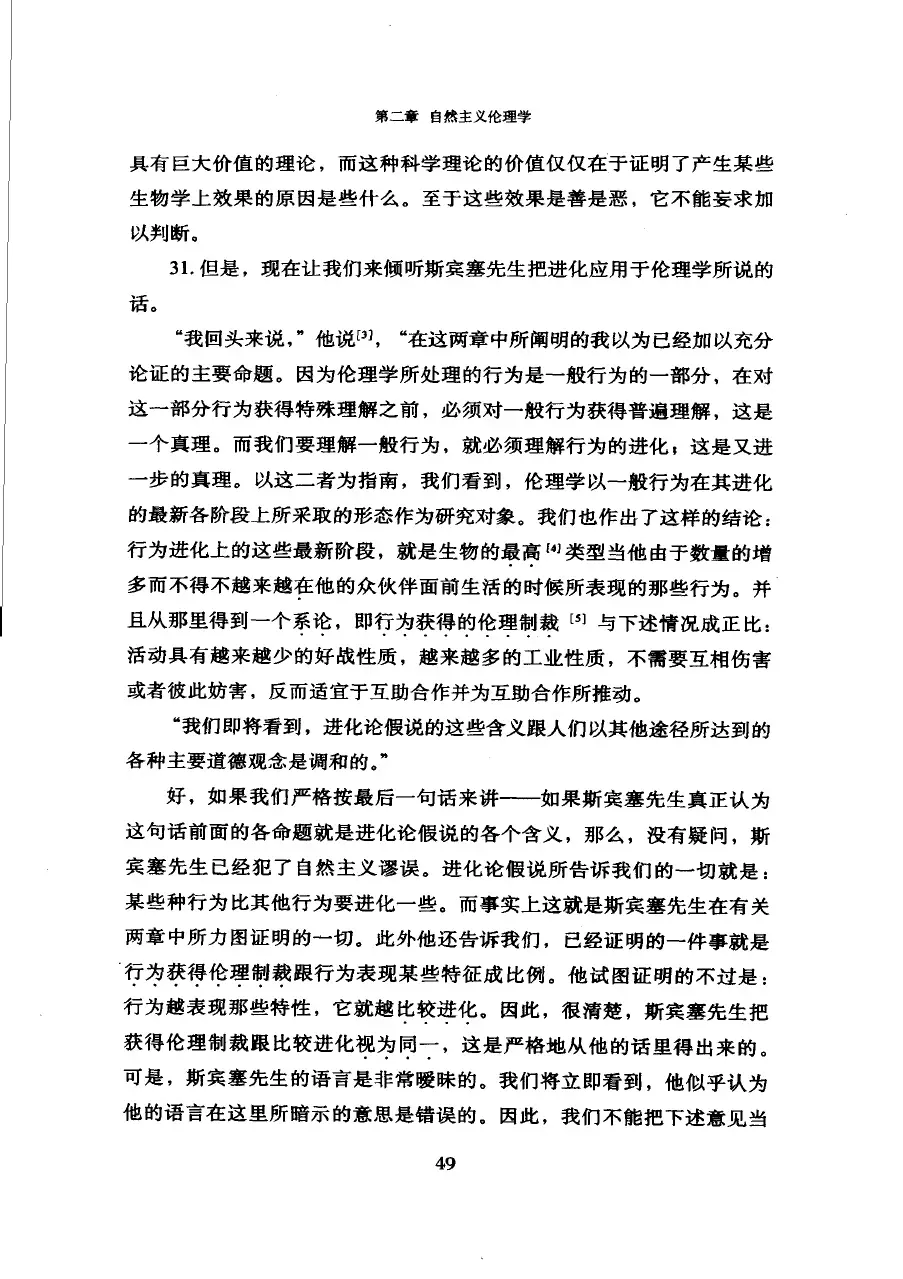 第二章 自然主义伦理学
具有巨大价值的理论，而这种科学理论的价值仅仅在于证明了产生某些
生物学上效果的原因是些什么。至于这些效果是善是恶，它不能妄求加
以判断。
31. 但是，现在让我们来倾听斯宾塞先生把进化应用于伦理学所说的
话。
“我回头来说，”他说[3]，“在这两章中所阐明的我以为已经加以充分
论证的主要命题。因为伦理学所处理的行为是一般行为的一部分，在对
这一部分行为获得特殊理解之前，必须对一般行为获得普遍理解，这是
一个真理。而我们要理解一般行为，就必须理解行为的进化；这是又进
一步的真理。以这二者为指南，我们看到，伦理学以一般行为在其进化
的最新各阶段上所采取的形态作为研究对象。我们也作出了这样的结论：
行为进化上的这些最新阶段，就是生物的最高[4]类型当他由于数量的增
多而不得不越来越在他的众伙伴面前生活的时候所表现的那些行为。并
且从那里得到一个系论，即行为获得的伦理制裁[5]与下述情况成正比：
活动具有越来越少的好战性质，越来越多的工业性质，不需要互相伤害
或者彼此妨害，反而适宜于互助合作并为互助合作所推动。
“我们即将看到，进化论假说的这些含义跟人们以其他途径所达到的
各种主要道德观念是调和的。”
好，如果我们严格按最后一句话来讲——如果斯宾塞先生真正认为
这句话前面的各命题就是进化论假说的各个含义，那么，没有疑问，斯
宾塞先生已经犯了自然主义谬误。进化论假说所告诉我们的一切就是：
某些种行为比其他行为要进化一些。而事实上这就是斯宾塞先生在有关
两章中所力图证明的一切。此外他还告诉我们，已经证明的一件事就是
行为获得伦理制裁跟行为表现某些特征成比例。他试图证明的不过是：
行为越表现那些特性，它就越比较进化。因此，很清楚，斯宾塞先生把
获得伦理制裁跟比较进化视为同一，这是严格地从他的话里得出来的。
可是，斯宾塞先生的语言是非常暧昧的。我们将立即看到，他似乎认为
他的语言在这里所暗示的意思是错误的。因此，我们不能把下述意见当
49